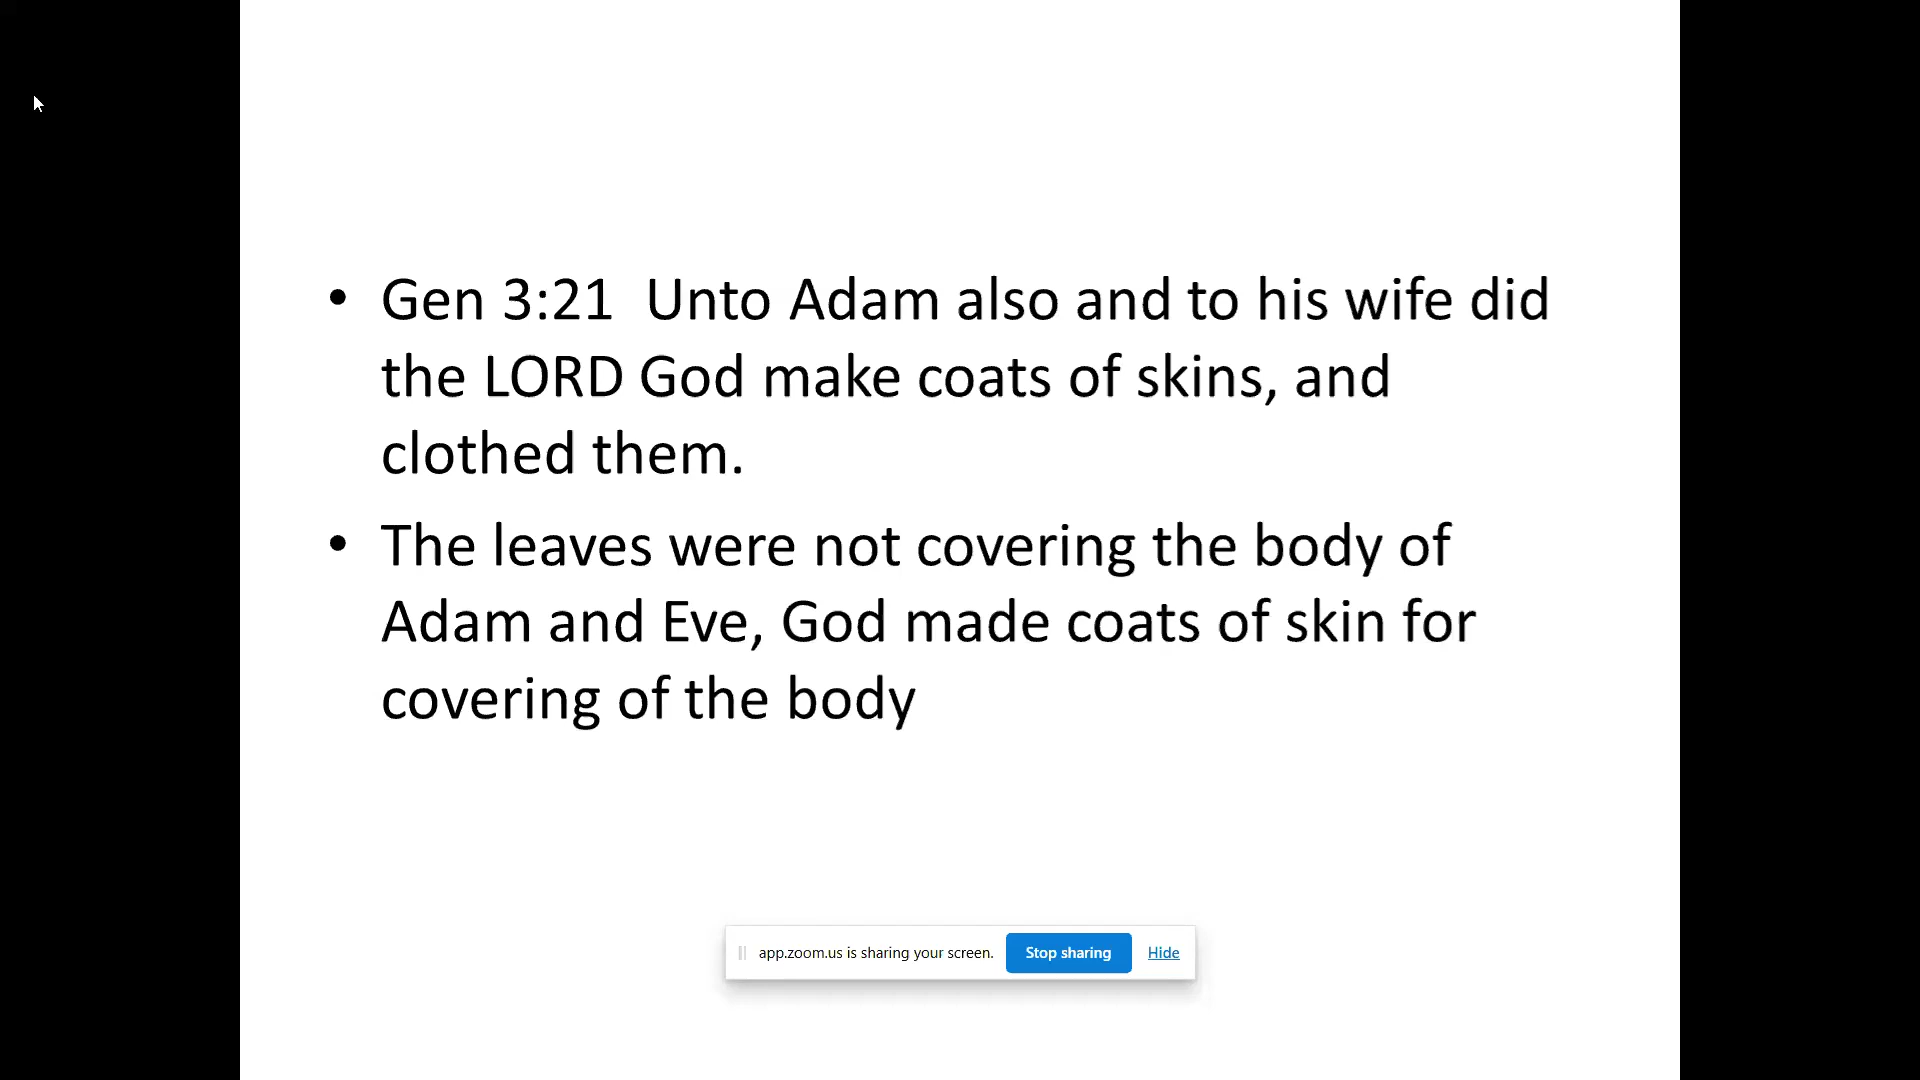 • Gen 3:21  Unto Adam also and to his wife did
the LORD God make coats of skins, and
clothed them.
• The leaves were not covering the body of
Adam and Eve, God made coats of skin for
covering of the body
app.zoom.us is sharing your screen. Stop sharing Hide